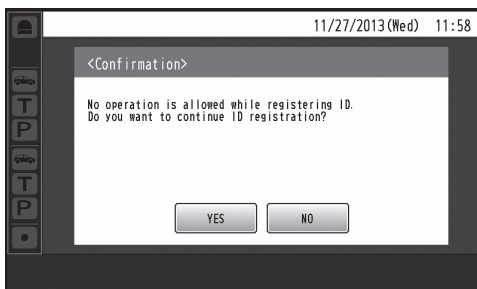 11/27/2013(Wed) 11:58
<Confirmation>
No operation is allowed while registering ID.
Do you want to continue ID registration?
T
P
T
P
YES NO